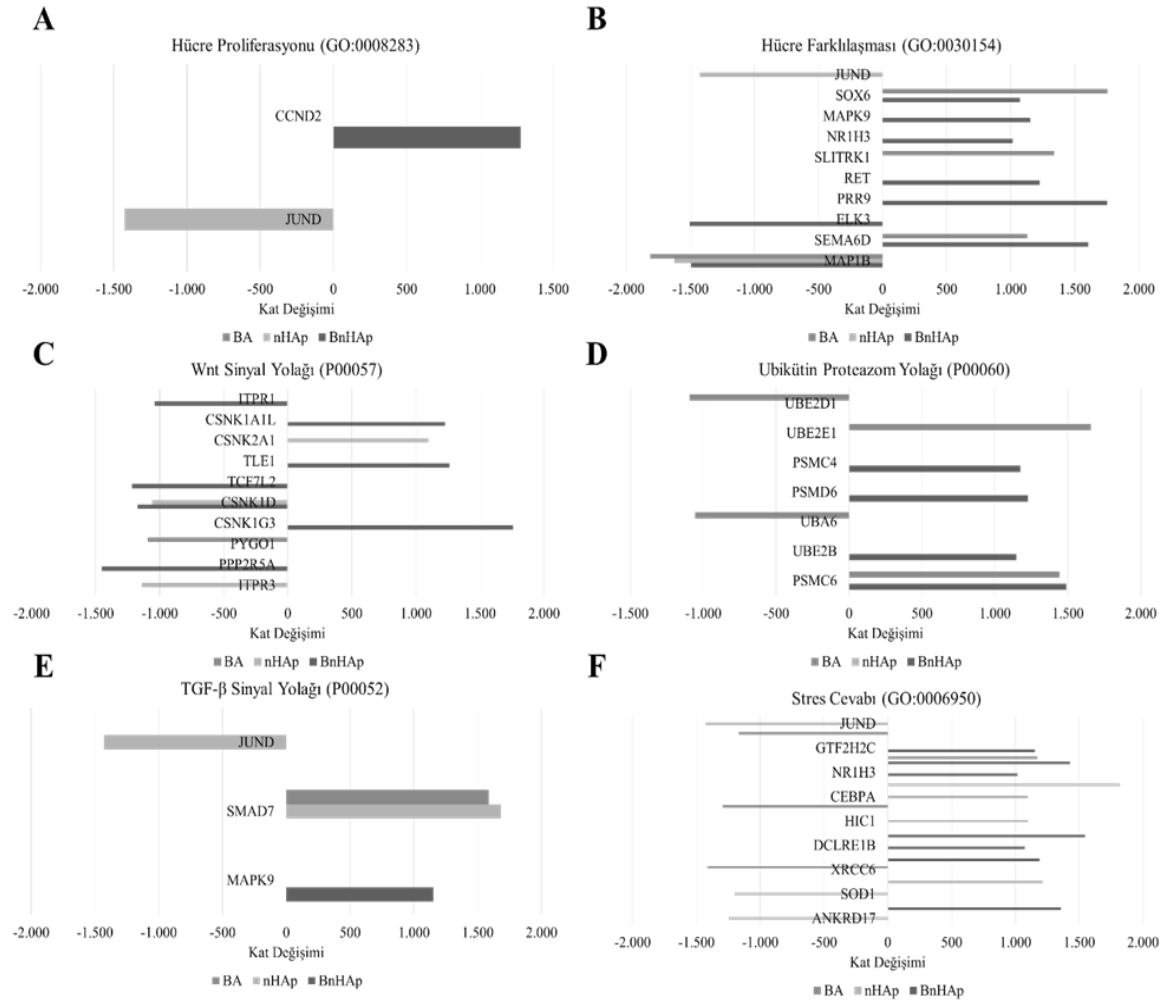 A
Hücre Proliferasyonu (GO:0008283)
-2.000 -1.500 -1.000 -500 0 500 1.000 1.500
CCND2
JUND
Kat Değişimi
BA nHAp BnHAp
B
Hücre Farklılaşması (GO:0030154)
JUND
SOX6
MAPK9
NR1H3
SLITRK1
RET
PRR9
ELK3
SEMA6D
MAP1B
-2.000 -1.500 -1.000 -500 0 500 1.000 1.500 2.000
Kat Değişimi
BA nHAp BnHAp
C
Wnt Sinyal Yolağı (P00057)
ITPR1
CSNK1A1L
CSNK2A1
TLE1
TCF7L2
CSNK1D
CSNK1G3
PYGO1
PPP2R5A
ITPR3
-2.000 -1.500 -1.000 -500 0 500 1.000 1.500 2.000
Kat Değişimi
BA nHAp BnHAp
D
Ubikütin Proteazom Yolağı (P00060)
UBE2D1
UBE2E1
PSMC4
PSMD6
UBA6
UBE2B
PSMC6
-2.000 -1.500 -1.000 -500 0 500 1.000 1.500 2.000
Kat Değişimi
BA nHAp BnHAp
E
TGF-β Sinyal Yolağı (P00052)
JUND
SMAD7
MAPK9
-2.000 -1.500 -1.000 -500 0 500 1.000 1.500 2.000
Kat Değişimi
BA nHAp BnHAp
F
Stres Cevabı (GO:0006950)
JUND
GTF2H2C
NR1H3
CEBPA
HIC1
DCLRE1B
XRCC6
SOD1
ANKRD17
-2.000 -1.500 -1.000 -500 0 500 1.000 1.500 2.000
Kat Değişimi
BA nHAp BnHAp